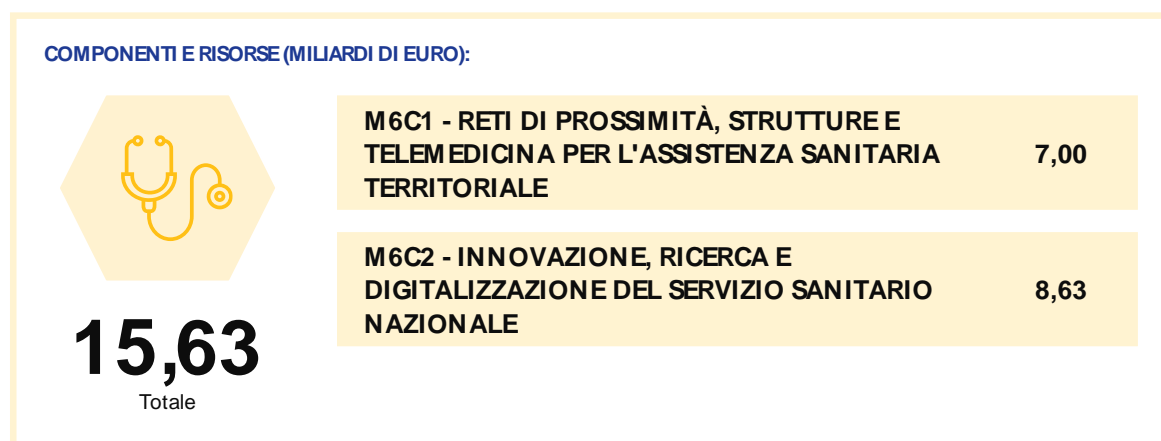 COMPONENTI E RISORSE (MILIARDI DI EURO):
M6C1 - RETI DI PROSSIMITÀ, STRUTTURE E
TELEMEDICINA PER L'ASSISTENZA SANITARIA 7,00
TERRITORIALE
M6C2 - INNOVAZIONE, RICERCA E
DIGITALIZZAZIONE DEL SERVIZIO SANITARIO 8,63
NAZIONALE
15,63
Totale